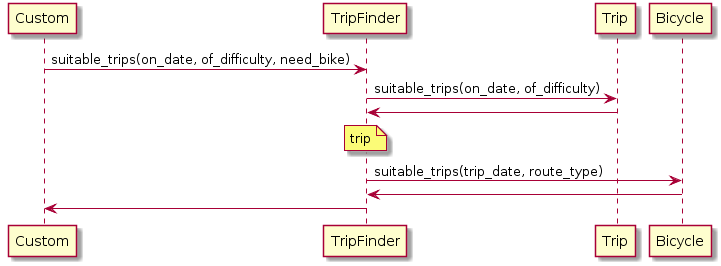 Custom TripFinder Trip Bicycle
suitable_trips(on_date, of_difficulty, need_bike)
suitable_trips(on_date, of_difficulty)
trip
suitable_trips(trip_date, route_type)
Custom TripFinder Trip Bicycle